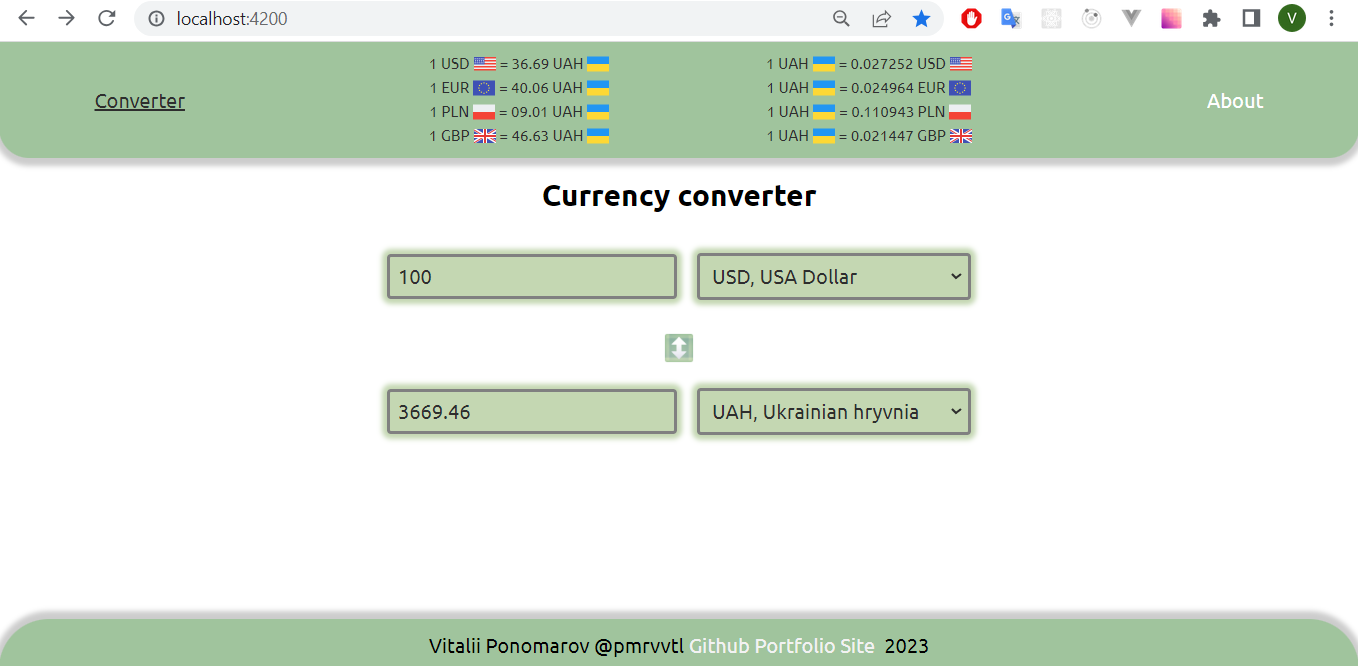 localhost:4200
V
Converter
1 USD = 36.69 UAH
1 EUR = 40.06 UAH
1 PLN = 09.01 UAH
1 GBP = 46.63 UAH
1 UAH = 0.027252 USD
1 UAH = 0.024964 EUR
1 UAH = 0.110943 PLN
1 UAH = 0.021447 GBP
About
Currency converter
100
USD, USA Dollar
3669.46
UAH, Ukrainian hryvnia
Vitalii Ponomarov @pmrvvtl Github Portfolio Site 2023